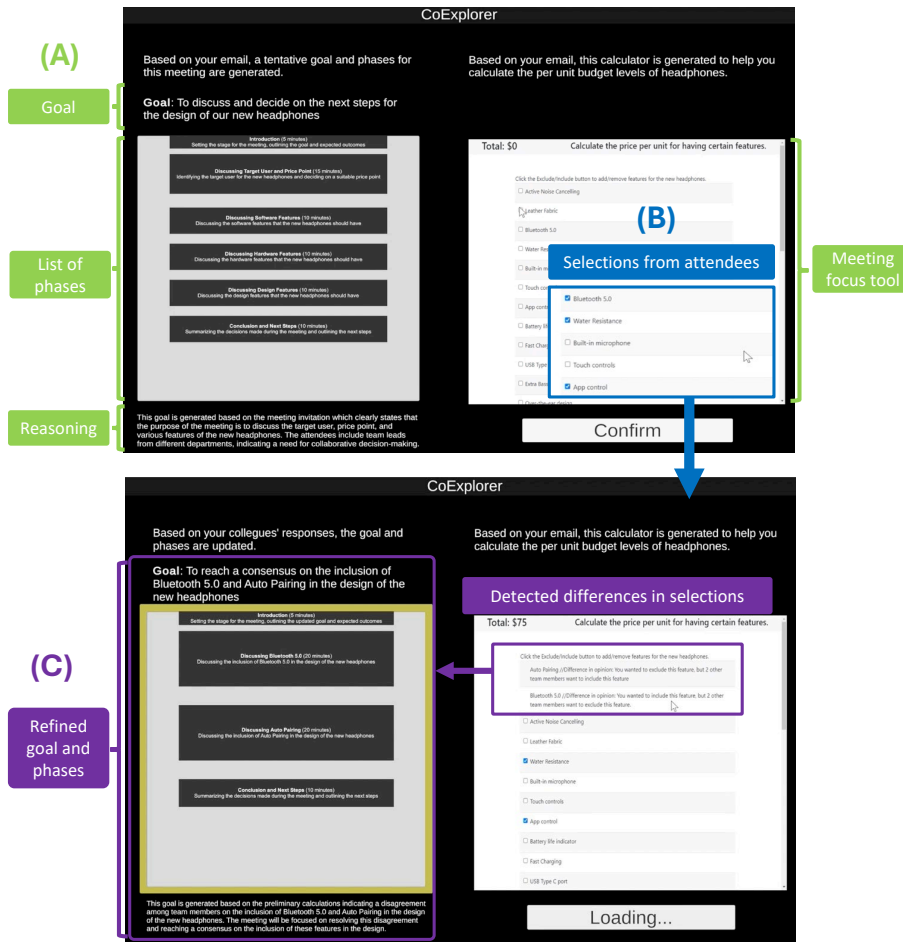 CoExplorer
(A)
Based on your email, a tentative goal and phases for
this meeting are generated.
Goal: To discuss and decide on the next steps for
the design of our new headphones
Goal
Introduction (5 minutes)
Setting the stage for the meeting, outlining the goal and expected outcomes
Discussing Target User and Price Point (15 minutes)
Identifying the target user for the new headphones and deciding on a suitable price point
Discussing Software Features (10 minutes)
Discussing the software features that the new headphones should have
Discussing Hardware Features (10 minutes)
Discussing the hardware features that the new headphones should have
Discussing Design Features (10 minutes)
Discussing the design features that the new headphones should have
Conclusion and Next Steps (10 minutes)
Summarizing the decisions made during the meeting and outlining the next steps
List of
phases
This goal is generated based on the meeting invitation which clearly states that
the purpose of the meeting is to discuss the target user, price point, and
various features of the new headphones. The attendees include team leads
from different departments, indicating a need for collaborative decision-making.
Reasoning
Based on your email, this calculator is generated to help you
calculate the per unit budget levels of headphones.
Total: $0
Calculate the price per unit for having certain features.
Click the Exclude/Include button to add/remove features for the new headphones.
Active Noise Cancelling
Leather Fabric
Bluetooth 5.0
Water Res
Built-in m
Touch con
App contr
Battery lif
Fast Charg
USB Type
Extra Bass
(B)
Selections from attendees
Bluetooth 5.0
Water Resistance
Built-in microphone
Touch controls
App control
Meeting
focus tool
Confirm
CoExplorer
Based on your collegues' responses, the goal and
phases are updated.
Goal: To reach a consensus on the inclusion of
Bluetooth 5.0 and Auto Pairing in the design of the
new headphones
Introduction (5 minutes)
Setting the stage for the meeting, outlining the updated goal and expected outcomes
Discussing Bluetooth 5.0 (20 minutes)
Discussing the inclusion of Bluetooth 5.0 in the design of the new headphones
Discussing Auto Pairing (20 minutes)
Discussing the inclusion of Auto Pairing in the design of the new headphones
Conclusion and Next Steps (10 minutes)
Summarizing the decisions made during the meeting and outlining the next steps
(C)
Refined
goal and
phases
This goal is generated based on the preliminary calculations indicating a disagreement
among team members on the inclusion of Bluetooth 5.0 and Auto Pairing in the design
of the new headphones. The meeting will be focused on resolving this disagreement
and reaching a consensus on the inclusion of these features in the design.
Based on your email, this calculator is generated to help you
calculate the per unit budget levels of headphones.
Detected differences in selections
Total: $75
Calculate the price per unit for having certain features.
Click the Exclude/Include button to add/remove features for the new headphones.
Auto Pairing //Difference in opinion: You wanted to exclude this feature, but 2 other
team members want to include this feature
Bluetooth 5.0 //Difference in opinion: You wanted to include this feature, but 2 other
team members want to exclude this feature.
Active Noise Cancelling
Leather Fabric
Water Resistance
Built-in microphone
Touch controls
App control
Battery life indicator
Fast Charging
USB Type C port
Loading...